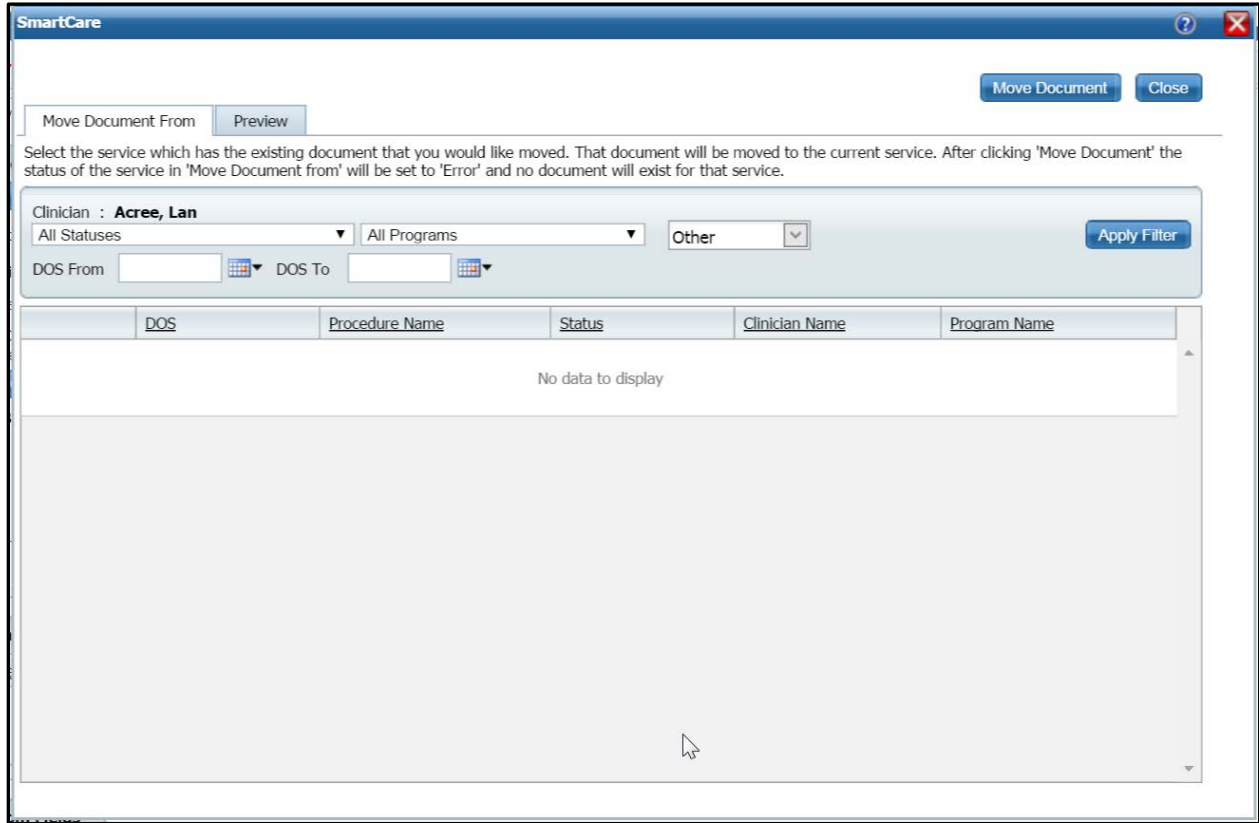 SmartCare
Move Document Close
Move Document From Preview
Select the service which has the existing document that you would like moved. That document will be moved to the current service. After clicking 'Move Document' the
status of the service in 'Move Document from' will be set to 'Error' and no document will exist for that service.
Clinician : Acree, Lan
All Statuses All Programs Other Apply Filter
DOS From DOS To
DOS Procedure Name Status Clinician Name Program Name
No data to display